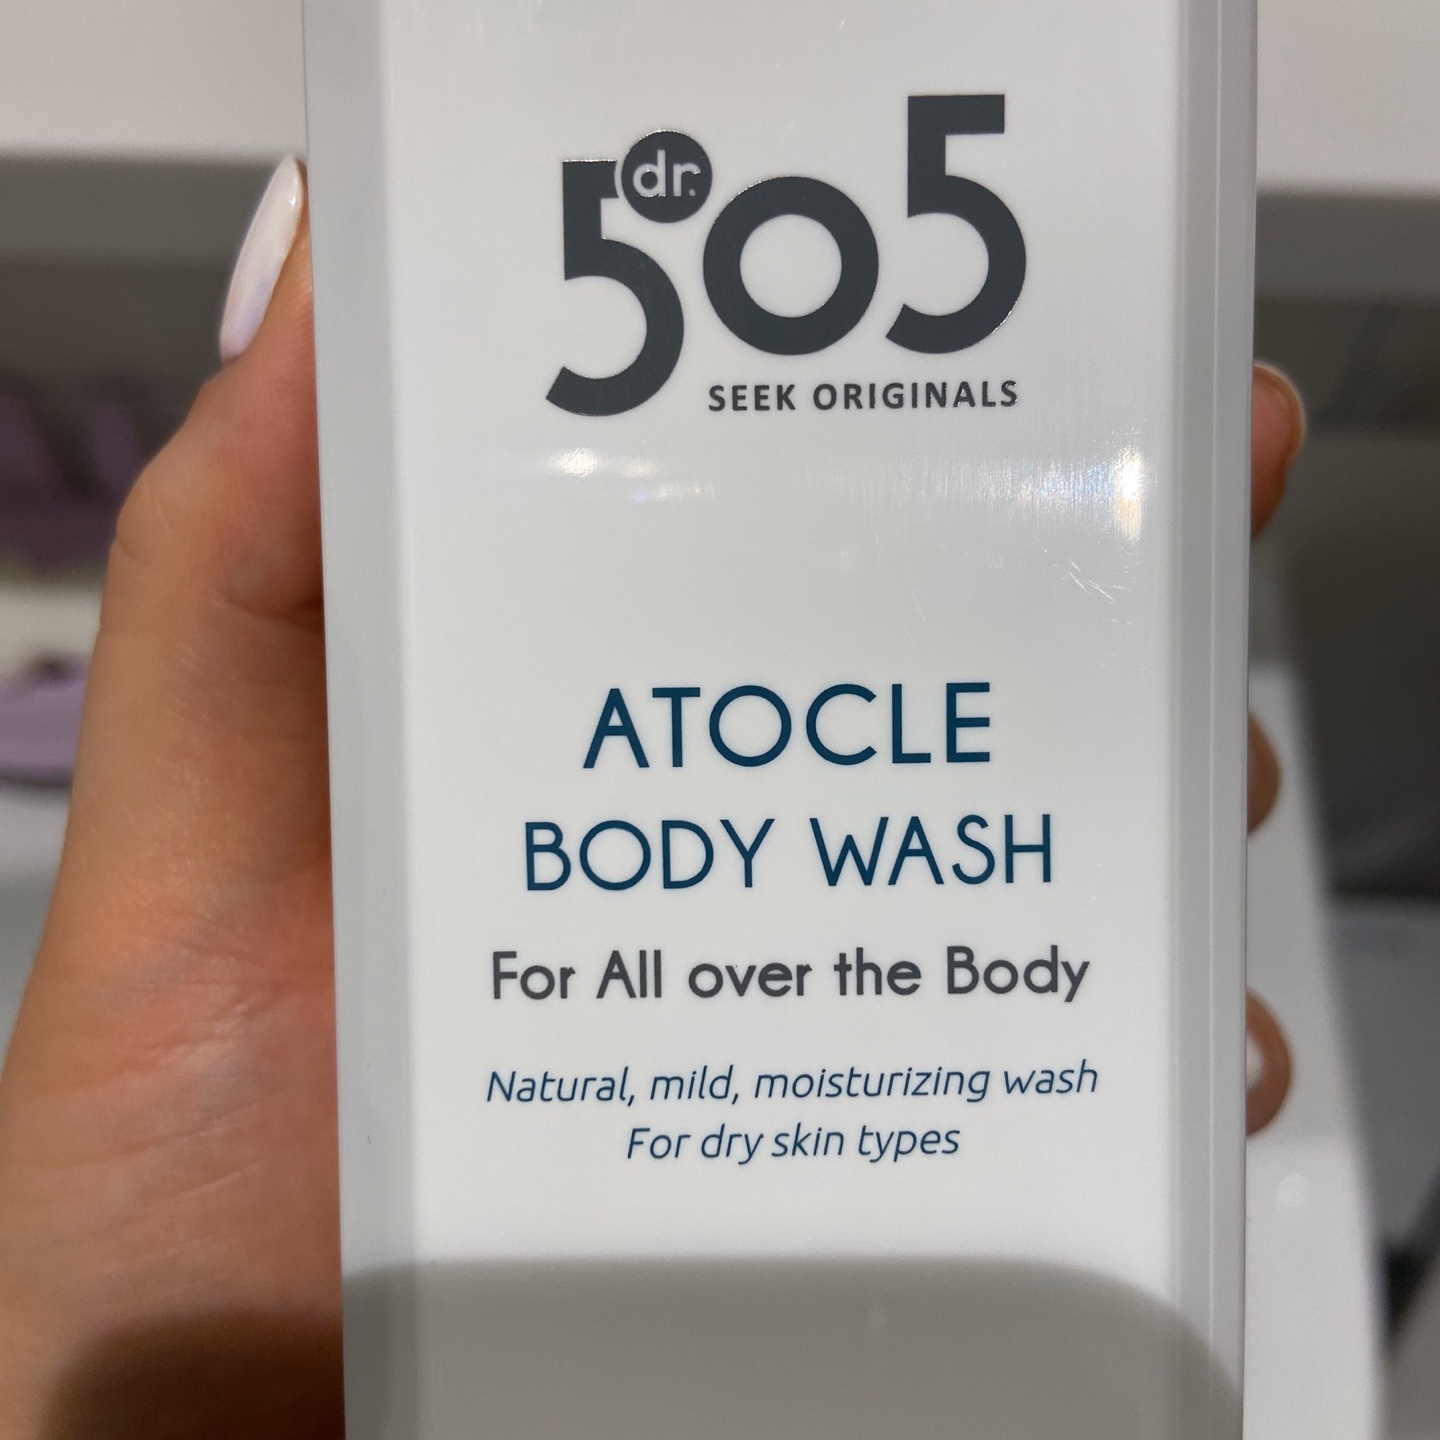 dr.
505
SEEK ORIGINALS
ATOCLE
BODY WASH
For All over the Body
Natural, mild, moisturizing wash
For dry skin types